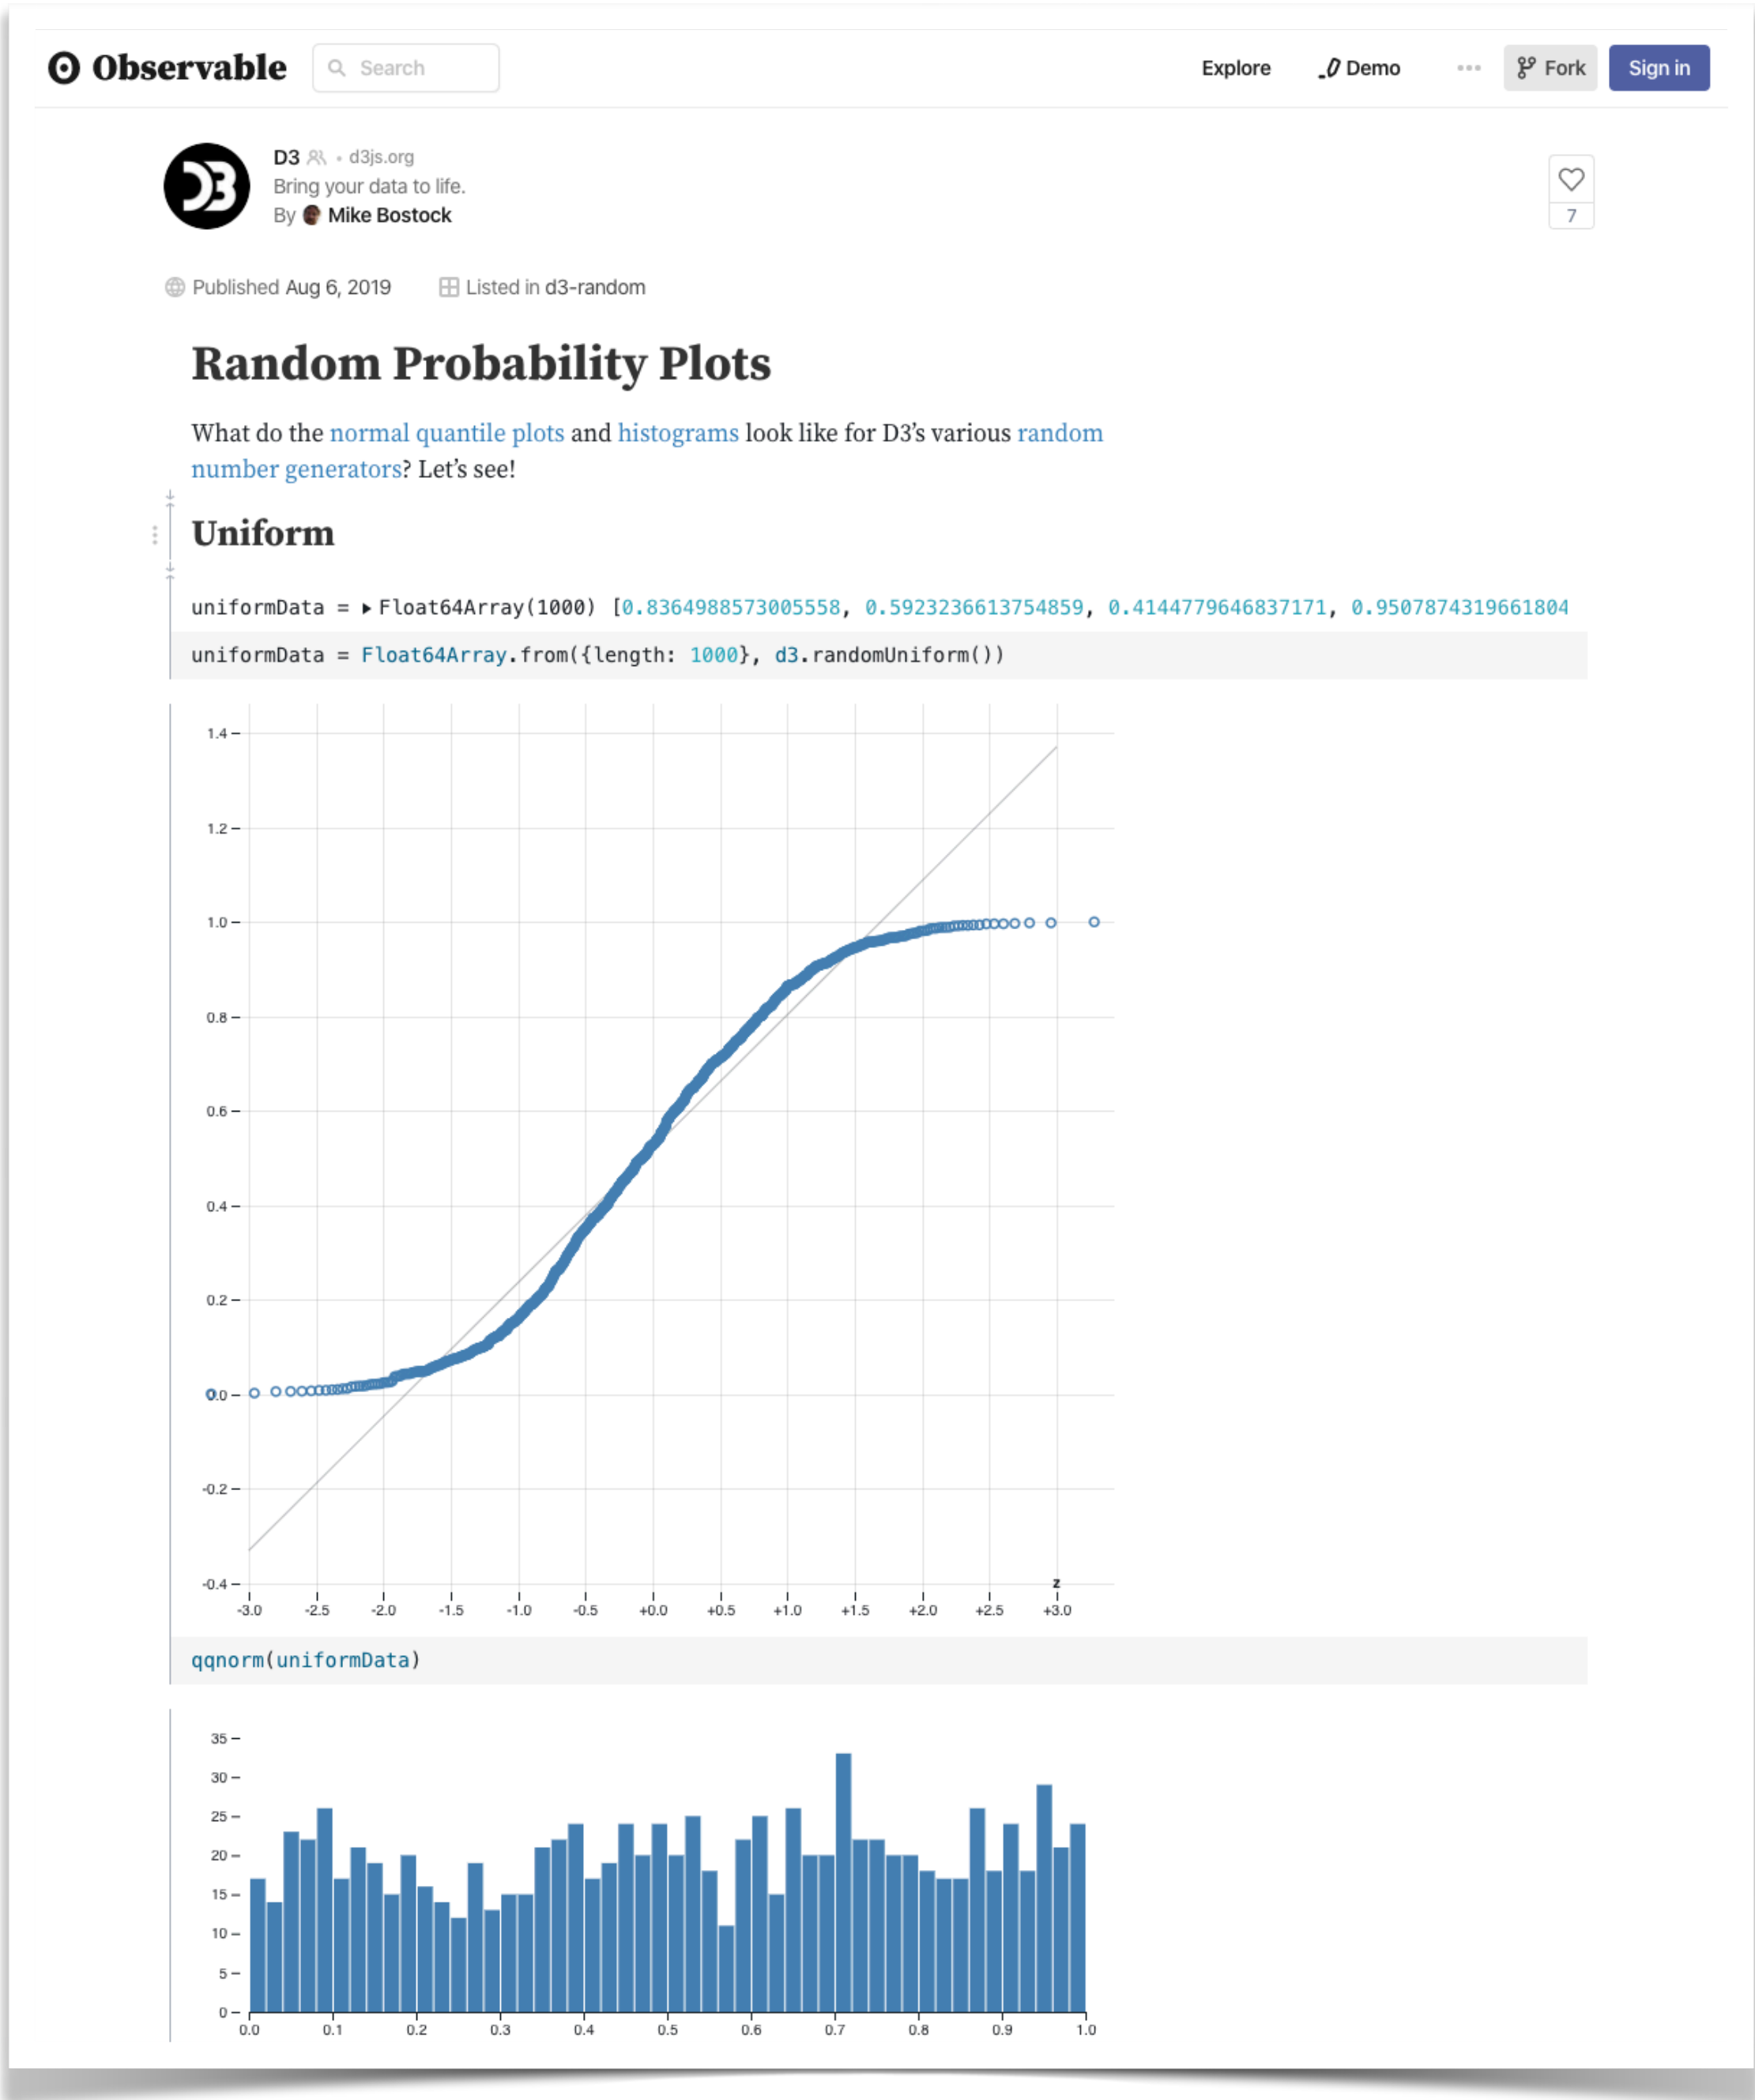 Observable
Search
Explore
Demo
Fork
Sign in
D3 • d3js.org
Bring your data to life.
By Mike Bostock
7
Published Aug 6, 2019
Listed in d3-random
Random Probability Plots
What do the normal quantile plots and histograms look like for D3’s various random
number generators? Let’s see!
Uniform
uniformData = ▸ Float64Array(1000) [0.8364988573005558, 0.5923236613754859, 0.4144779646837171, 0.9507874319661804
uniformData = Float64Array.from({length: 1000}, d3.randomUniform())
1.4
1.2
1.0
0.8
0.6
0.4
0.2
0.0
-0.2
-0.4
z
-3.0 -2.5 -2.0 -1.5 -1.0 -0.5 +0.0 +0.5 +1.0 +1.5 +2.0 +2.5 +3.0
qqnorm(uniformData)
35
30
25
20
15
10
5
0
0.0 0.1 0.2 0.3 0.4 0.5 0.6 0.7 0.8 0.9 1.0